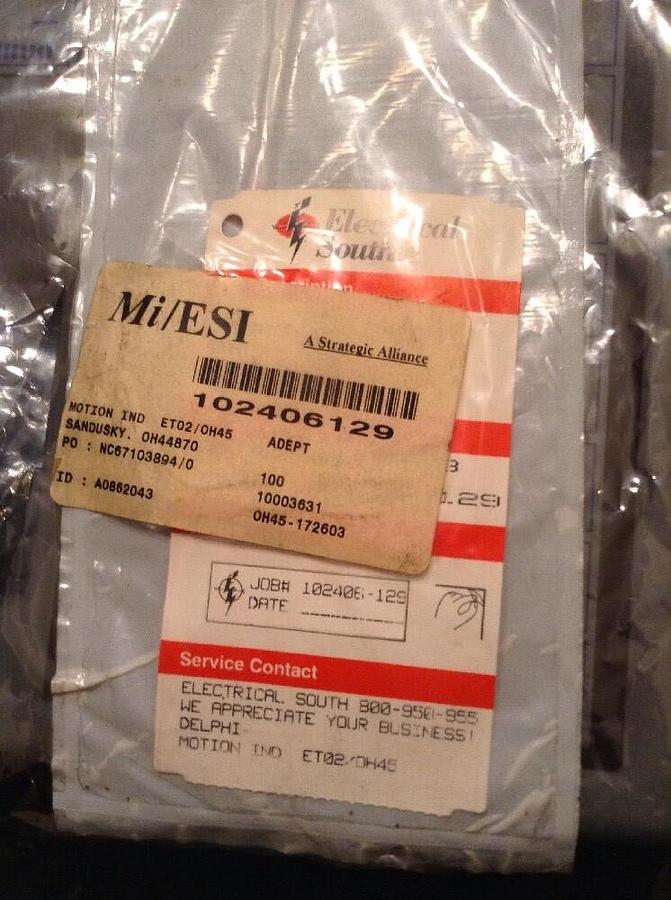 Electrical
South
Mi/ESI
A Strategic Alliance
102406129
MOTION IND ET02/OH45
SANDUSKY. OH44870
PO : NC67103894/0
ID : A0862043
ADEPT
100
10003631
OH45-172603
129
JOB# 102406-129
DATE
Service Contact
ELECTRICAL SOUTH 800-950-955
WE APPRECIATE YOUR BUSINESS!
DELPHI
MOTION IND ET02/OH45